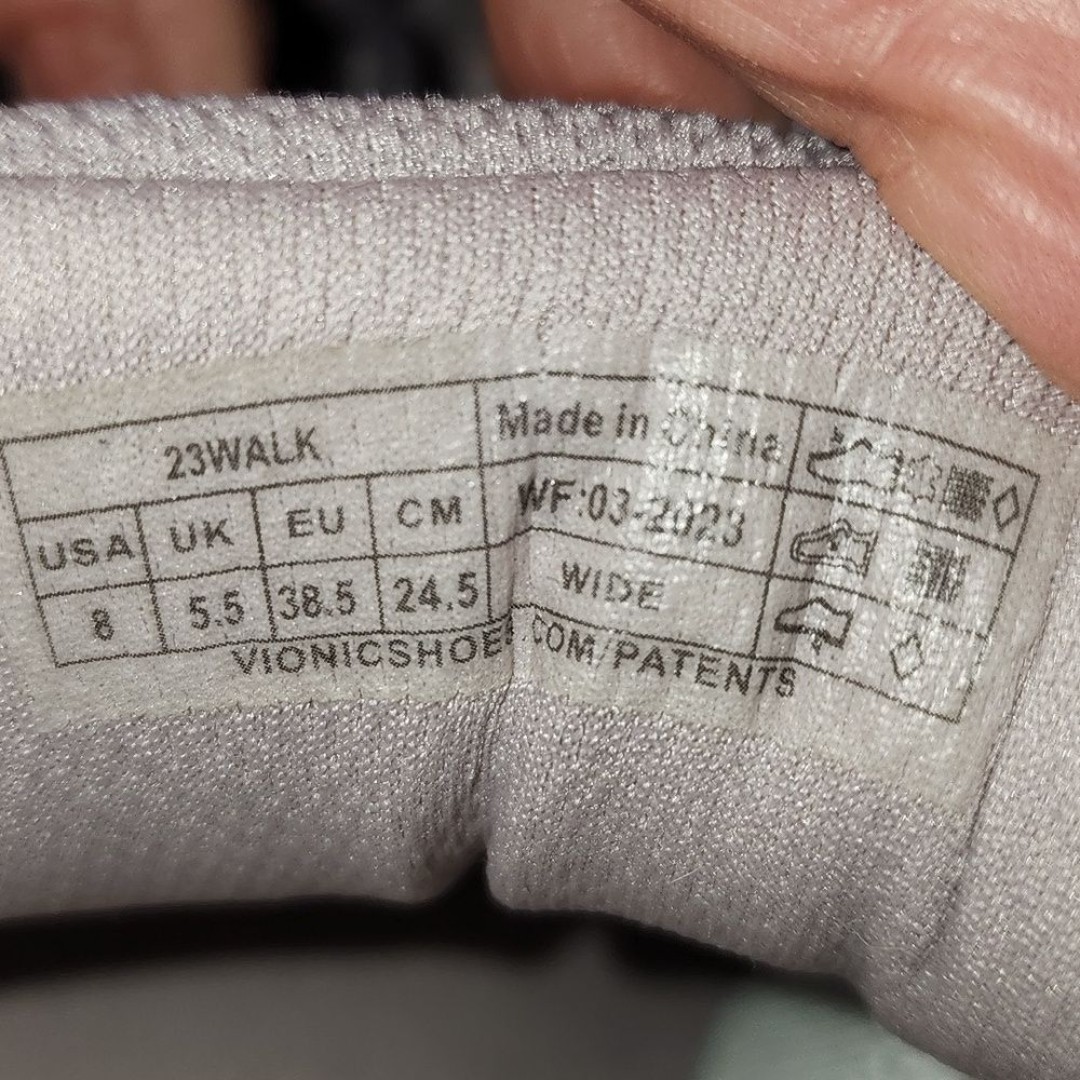 23WALK
Made in China
USA UK EU CM
WF:03-2023
8 5.5 38.5 24.5
WIDE
VIONICSHOES.COM/PATENTS